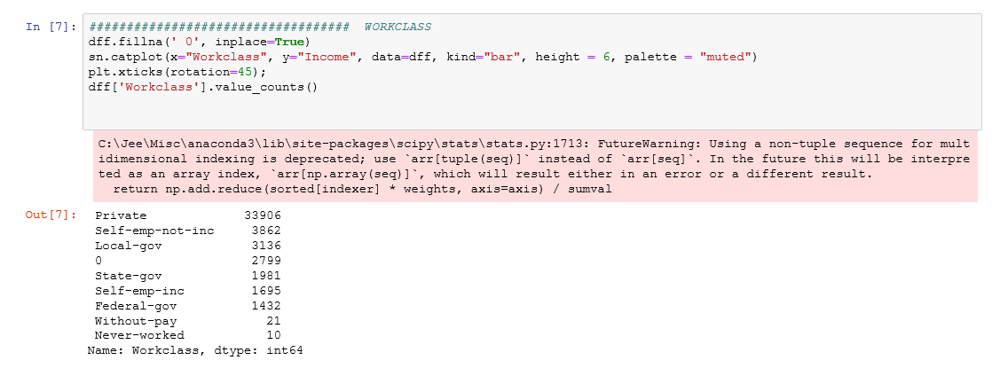 In [7]: ################################### WORKCLASS
dff.fillna(' 0', inplace=True)
sn.catplot(x="Workclass", y="Income", data=dff, kind="bar", height = 6, palette = "muted")
plt.xticks(rotation=45);
dff['Workclass'].value_counts()
C:\Jee\Misc\anaconda3\lib\site-packages\scipy\stats\stats.py:1713: FutureWarning: Using a non-tuple sequence for mult
idimensional indexing is deprecated; use `arr[tuple(seq)]` instead of `arr[seq]`. In the future this will be interpre
ted as an array index, `arr[np.array(seq)]`, which will result either in an error or a different result.
return np.add.reduce(sorted[indexer] * weights, axis=axis) / sumval
Out[7]: Private 33906
Self-emp-not-inc 3862
Local-gov 3136
0 2799
State-gov 1981
Self-emp-inc 1695
Federal-gov 1432
Without-pay 21
Never-worked 10
Name: Workclass, dtype: int64